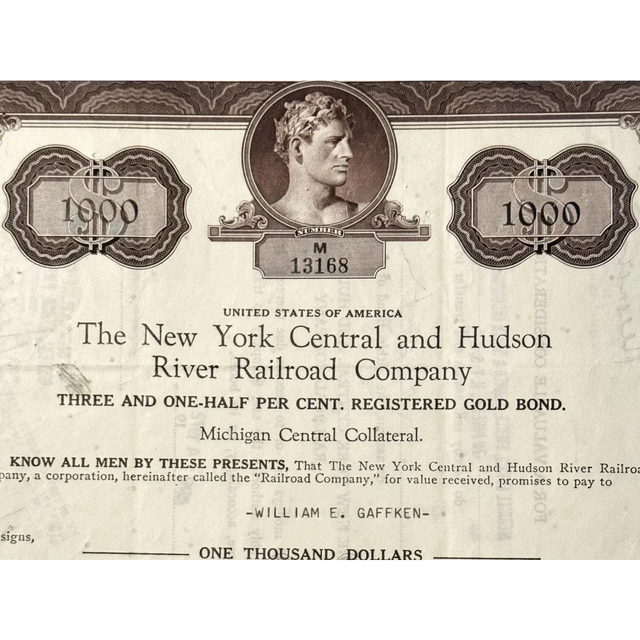 1000
1000
NUMBER
M
13168
UNITED STATES OF AMERICA
The New York Central and Hudson
River Railroad Company
THREE AND ONE-HALF PER CENT. REGISTERED GOLD BOND.
Michigan Central Collateral.
KNOW ALL MEN BY THESE PRESENTS, That The New York Central and Hudson River Railroa
pany, a corporation, hereinafter called the "Railroad Company," for value received, promises to pay to
-WILLIAM E. GAFFKEN-
signs,
ONE THOUSAND DOLLARS